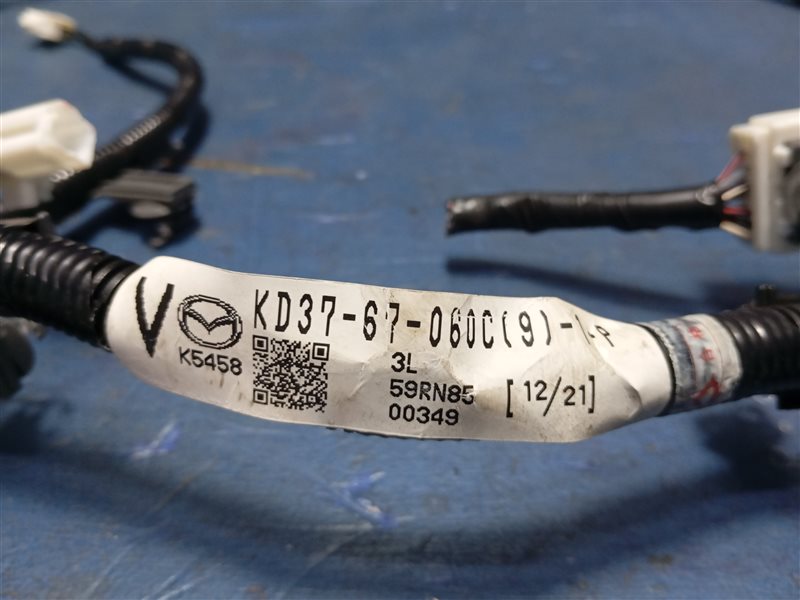 V
KD37-67-060C(9)-
K5458
3L
59RN85 [12/21]
00349